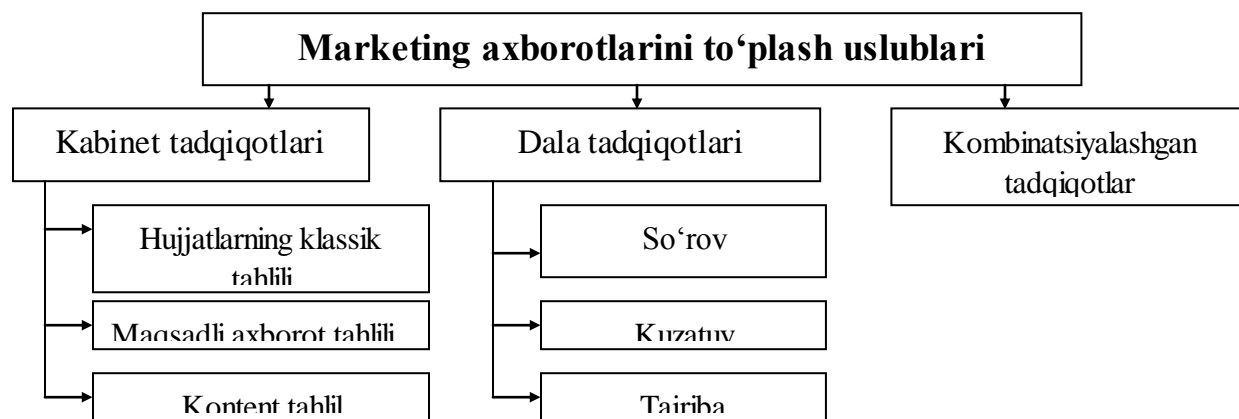 Marketing axborotlarini to‘plash uslublari
Kabinet tadqiqotlari
Hujjatlarning klassik
tahlili
Maqsadli axborot tahlili
Kontent tahlil
Dala tadqiqotlari
So‘rov
Kuzatuv
Tajriba
Kombinatsiyalashgan
tadqiqotlar